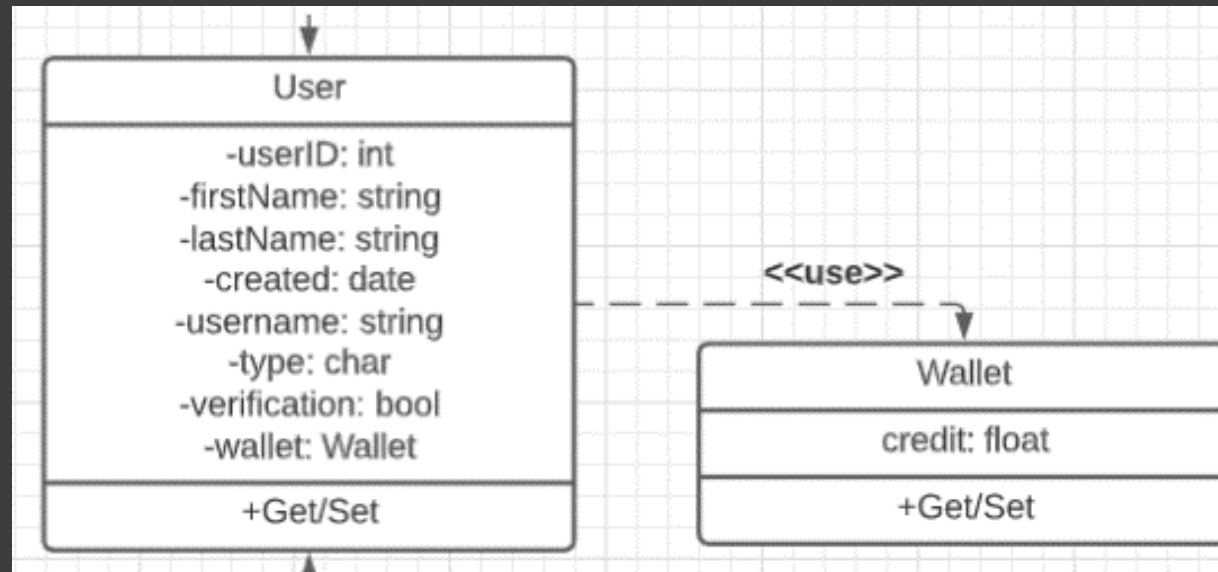 User
-userID: int
-firstName: string
-lastName: string
-created: date
-username: string
-type: char
-verification: bool
-wallet: Wallet
+Get/Set
<<use>>
Wallet
credit: float
+Get/Set